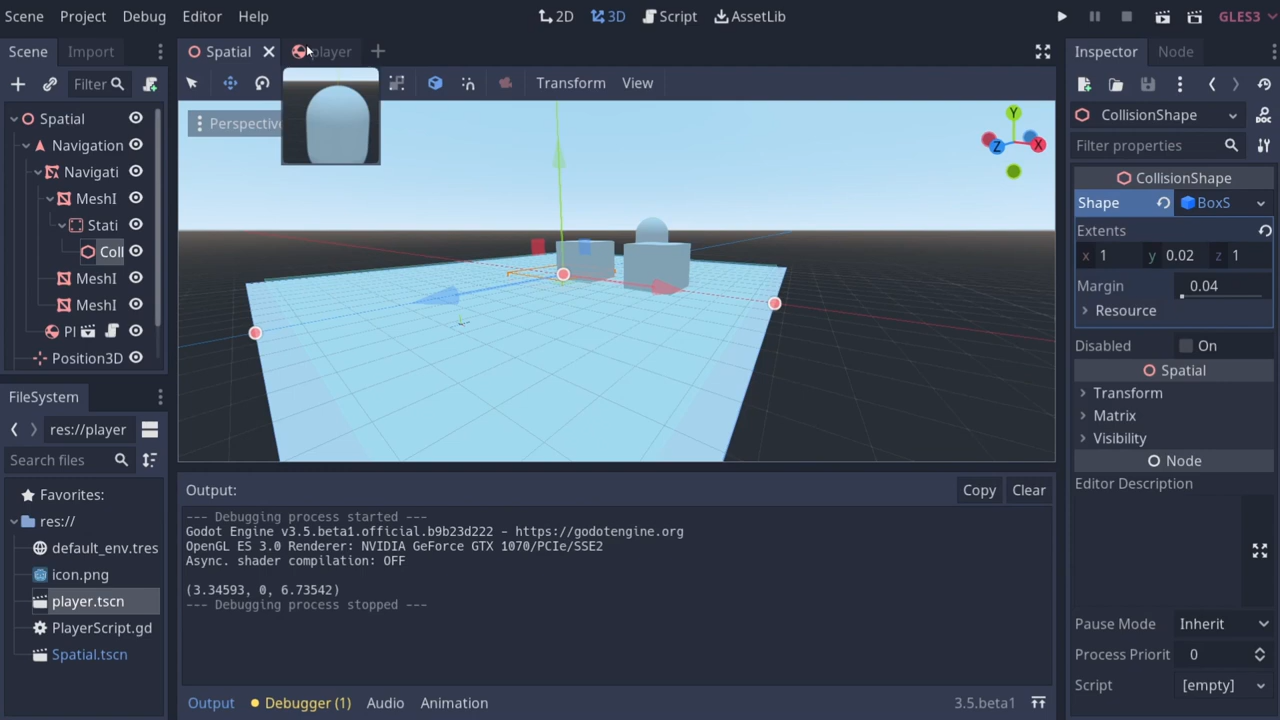 Scene Project Debug Editor Help 2D 3D Script AssetLib GLES3
Scene Import Spatial player Inspector Node
Filter Transform View
Spatial CollisionShape
Perspective Y
Navigation Z X Filter properties
Navigati
MeshI CollisionShape
Stati Shape BoxS
Coll Extents
x 1 y 0.02 z 1
MeshI Margin 0.04
MeshI Resource
Pl
Position3D Disabled On
Spatial
FileSystem Transform
res://player Matrix
Search files Visibility
Node
Favorites: Output: Copy Clear Editor Description
res:// --- Debugging process started ---
Godot Engine v3.5.beta1.official.b9b23d222 - https://godotengine.org
default_env.tres OpenGL ES 3.0 Renderer: NVIDIA GeForce GTX 1070/PCIe/SSE2
icon.png Async. shader compilation: OFF
player.tscn (3.34593, 0, 6.73542)
--- Debugging process stopped ---
PlayerScript.gd Pause Mode Inherit
Spatial.tscn Process Priorit 0
Script [empty]
Output Debugger (1) Audio Animation 3.5.beta1